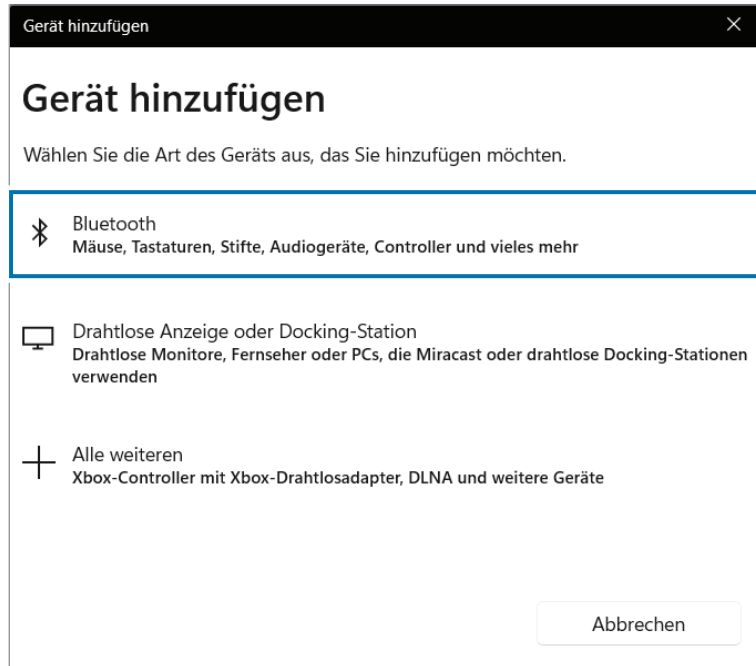 Gerät hinzufügen
Gerät hinzufügen
Wählen Sie die Art des Geräts aus, das Sie hinzufügen möchten.
Bluetooth
Mäuse, Tastaturen, Stifte, Audiogeräte, Controller und vieles mehr
Drahtlose Anzeige oder Docking-Station
Drahtlose Monitore, Fernseher oder PCs, die Miracast oder drahtlose Docking-Stationen
verwenden
Alle weiteren
Xbox-Controller mit Xbox-Drahtlosadapter, DLNA und weitere Geräte
Abbrechen